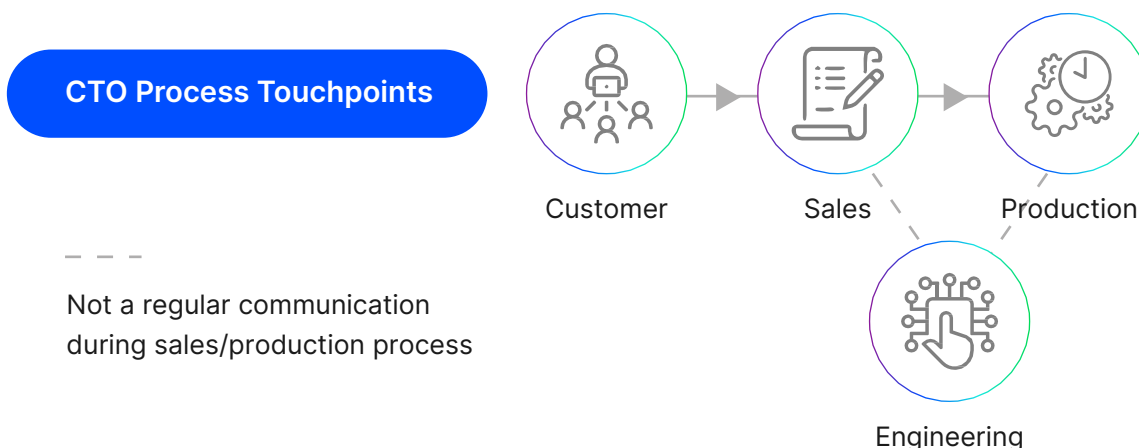 CTO Process Touchpoints
Customer
Sales
Production
Not a regular communication
during sales/production process
Engineering